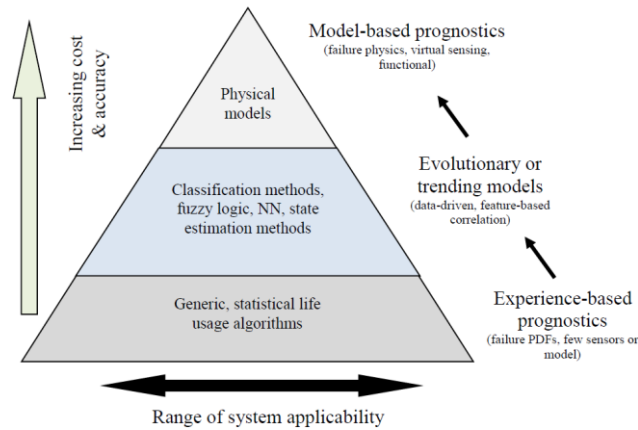 Model-based prognostics
(failure physics, virtual sensing,
functional)
Increasing cost
& accuracy
Physical
models
Evolutionary or
trending models
(data-driven, feature-based
correlation)
Classification methods,
fuzzy logic, NN, state
estimation methods
Experience-based
prognostics
(failure PDFs, few sensors or
model)
Generic, statistical life
usage algorithms
Range of system applicability